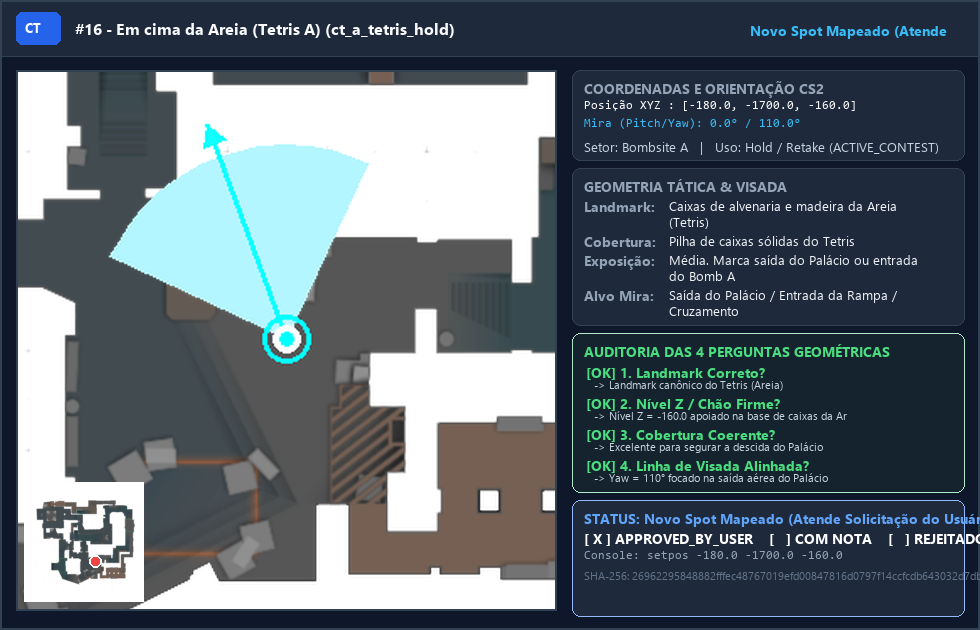 CT
#16 - Em cima da Areia (Tetris A) (ct_a_tetris_hold)
Novo Spot Mapeado (Atende
COORDENADAS E ORIENTAÇÃO CS2
Posição XYZ : [-180.0, -1700.0, -160.0]
Mira (Pitch/Yaw): 0.0° / 110.0°
Setor: Bombsite A | Uso: Hold / Retake (ACTIVE_CONTEST)
GEOMETRIA TÁTICA & VISADA
Landmark: Caixas de alvenaria e madeira da Areia
(Tetris)
Cobertura: Pilha de caixas sólidas do Tetris
Exposição: Média. Marca saída do Palácio ou entrada
do Bomb A
Alvo Mira: Saída do Palácio / Entrada da Rampa /
Cruzamento
AUDITORIA DAS 4 PERGUNTAS GEOMÉTRICAS
[OK] 1. Landmark Correto?
-> Landmark canônico do Tetris (Areia)
[OK] 2. Nível Z / Chão Firme?
-> Nível Z = -160.0 apoiado na base de caixas da Ar
[OK] 3. Cobertura Coerente?
-> Excelente para segurar a descida do Palácio
[OK] 4. Linha de Visada Alinhada?
-> Yaw = 110° focado na saída aérea do Palácio
STATUS: Novo Spot Mapeado (Atende Solicitação do Usuár
[ X ] APPROVED_BY_USER [ ] COM NOTA [ ] REJEITADO
Console: setpos -180.0 -1700.0 -160.0
SHA-256: 26962295848882fffec48767019efd00847816d0797f14ccfcdb643032d7db